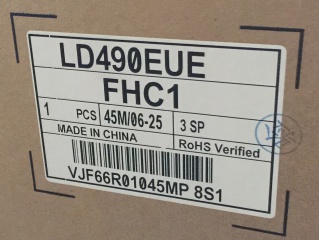 LD490EUE
FHC1
1 PCS 45M/06-25 3 SP
MADE IN CHINA RoHS Verified
VJF66R01045MP 8S1